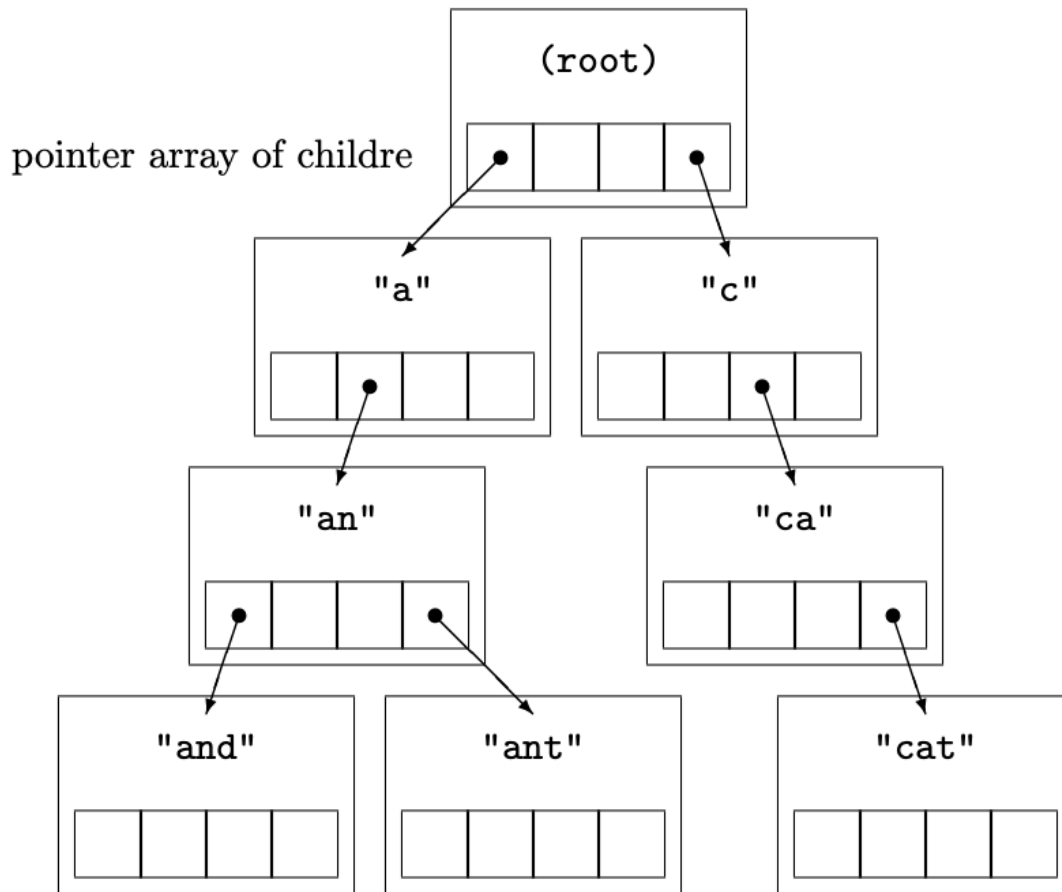 (root)
pointer array of childre
"a" "c"
"an" "ca"
"and" "ant" "cat"